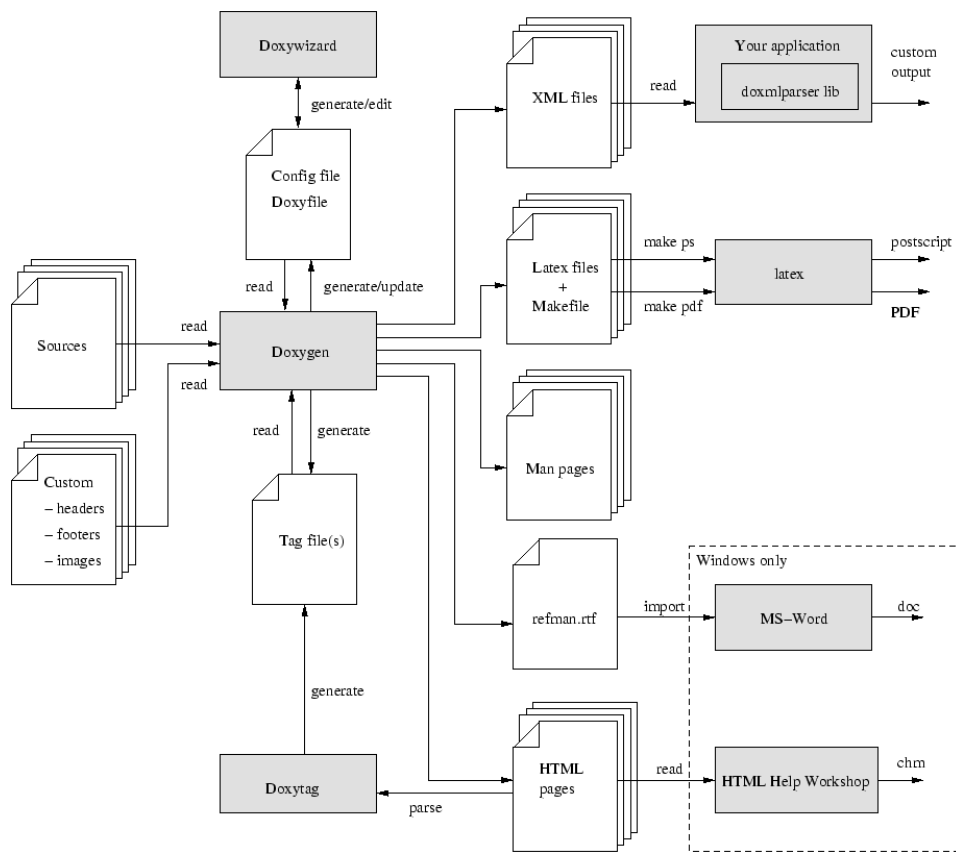 Doxywizard
generate/edit
Config file
Doxyfile
read
generate/update
Sources
read
read
Doxygen
Custom
– headers
– footers
– images
read
generate
Tag file(s)
generate
Doxytag
parse
XML files
read
Your application
doxmlparser lib
custom
output
Latex files
+
Makefile
make ps
make pdf
latex
postscript
PDF
Man pages
Windows only
refman.rtf
import
MS–Word
doc
HTML
pages
read
HTML Help Workshop
chm